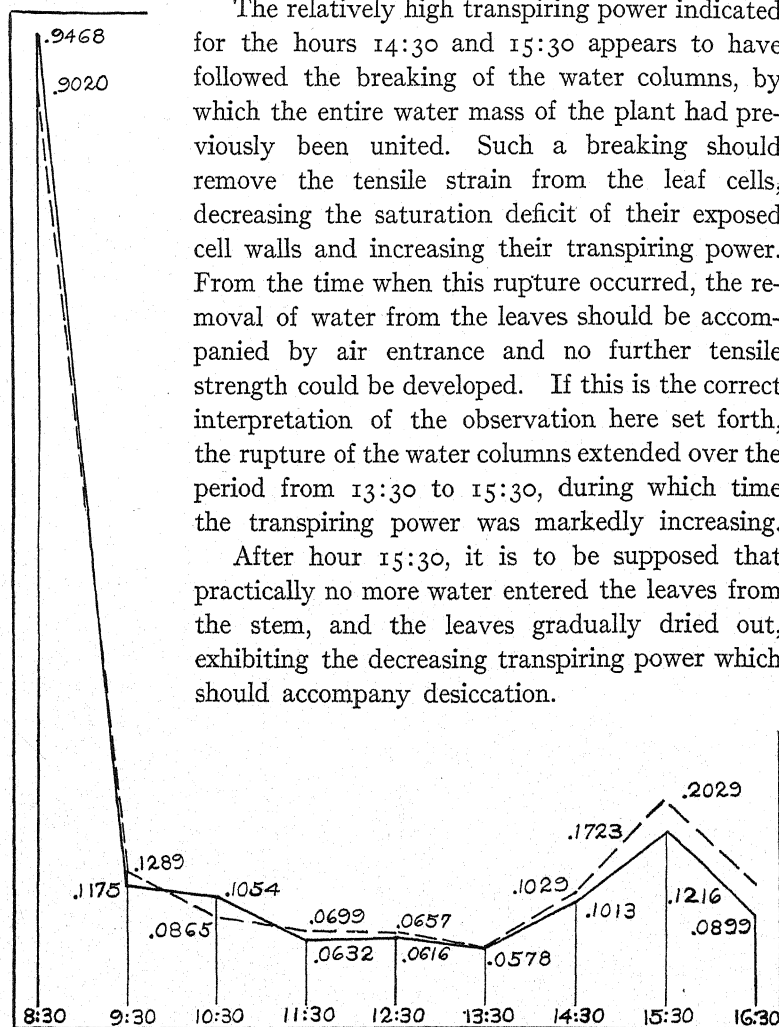 The relatively high transpiring power indicated
for the hours 14:30 and 15:30 appears to have
followed the breaking of the water columns, by
which the entire water mass of the plant had pre-
viously been united. Such a breaking should
remove the tensile strain from the leaf cells,
decreasing the saturation deficit of their exposed
cell walls and increasing their transpiring power.
From the time when this rupture occurred, the re-
moval of water from the leaves should be accom-
panied by air entrance and no further tensile
strength could be developed. If this is the correct
interpretation of the observation here set forth,
the rupture of the water columns extended over the
period from 13:30 to 15:30, during which time
the transpiring power was markedly increasing.
After hour 15:30, it is to be supposed that
practically no more water entered the leaves from
the stem, and the leaves gradually dried out,
exhibiting the decreasing transpiring power which
should accompany desiccation.
.9468
.9020
.1289
.1175
.1054
.0865
.0699
.0632
.0657
.0616
.0578
.1029
.1013
.1723
.2029
.1216
.0899
8:30 9:30 10:30 11:30 12:30 13:30 14:30 15:30 16:30